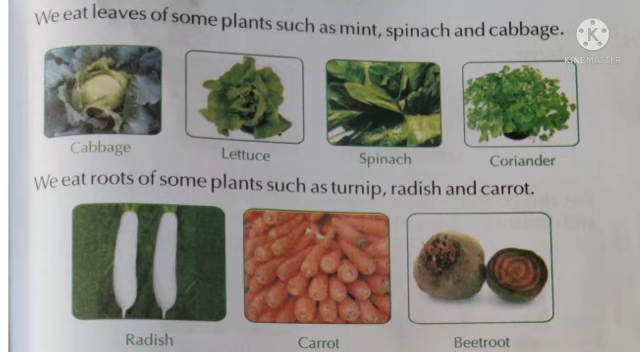 We eat leaves of some plants such as mint, spinach and cabbage.
KINEMASTER
Cabbage
Lettuce
Spinach
Coriander
We eat roots of some plants such as turnip, radish and carrot.
Radish
Carrot
Beetroot